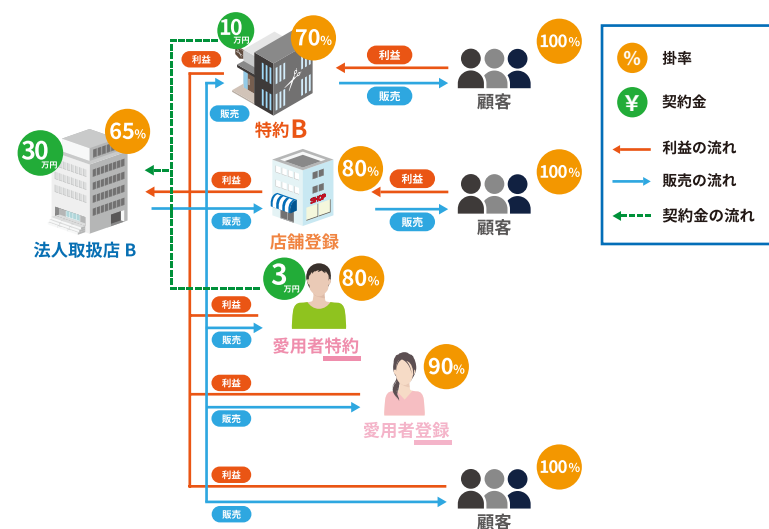 10
万円
70%
利益
販売
特約B
利益
販売
100%
顧客
%
掛率
¥
契約金
利益の流れ
販売の流れ
契約金の流れ
30
万円
65%
法人取扱店 B
利益
販売
SHOP
80%
店舗登録
利益
販売
100%
顧客
3
万円
80%
利益
販売
愛用者特約
利益
販売
90%
愛用者登録
利益
販売
100%
顧客